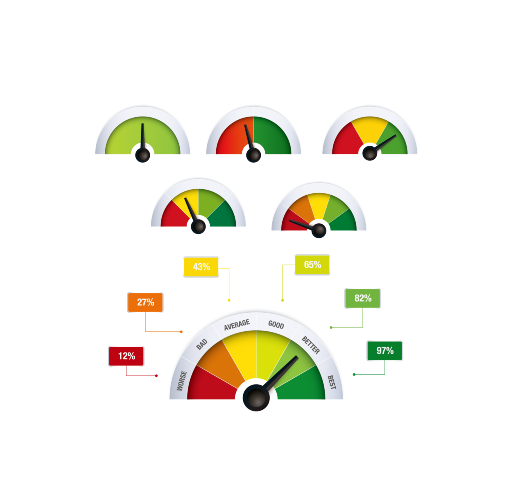 43%
65%
27%
82%
12%
97%
WORSE
BAD
AVERAGE
GOOD
BETTER
BEST